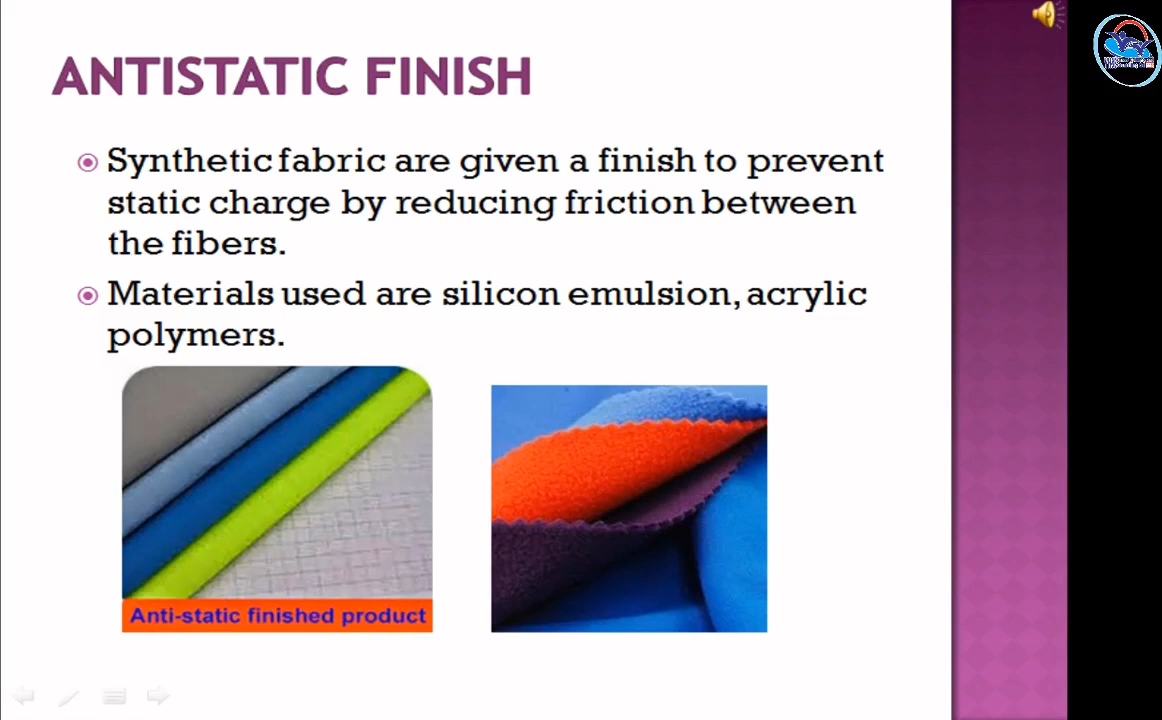 ANTISTATIC FINISH
Synthetic fabric are given a finish to prevent
static charge by reducing friction between
the fibers.
Materials used are silicon emulsion, acrylic
polymers.
Anti-static finished product